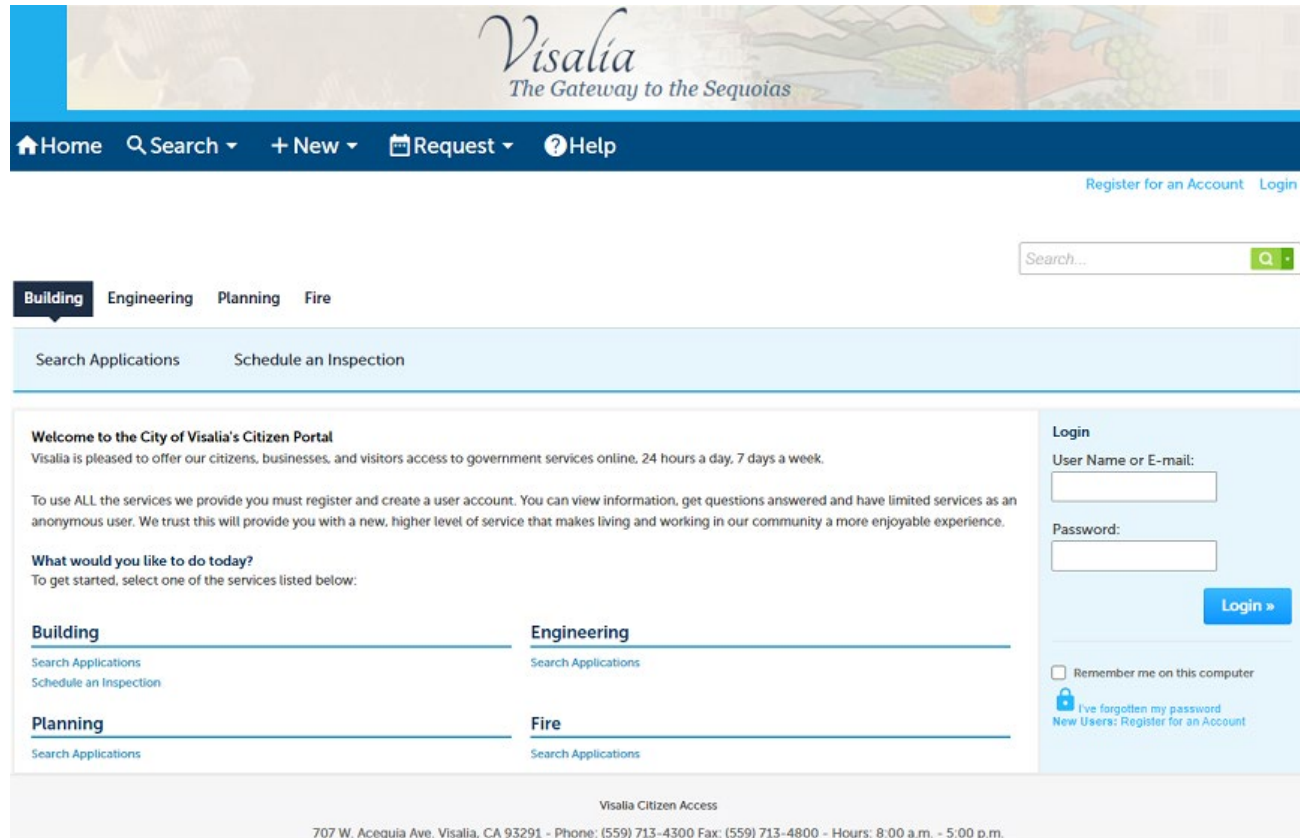 Visalia
The Gateway to the Sequoias
Home Search + New Request Help
Register for an Account Login
Search...
Building Engineering Planning Fire
Search Applications Schedule an Inspection
Welcome to the City of Visalia's Citizen Portal
Visalia is pleased to offer our citizens, businesses, and visitors access to government services online, 24 hours a day, 7 days a week.
To use ALL the services we provide you must register and create a user account. You can view information, get questions answered and have limited services as an
anonymous user. We trust this will provide you with a new, higher level of service that makes living and working in our community a more enjoyable experience.
What would you like to do today?
To get started, select one of the services listed below:
Building
Search Applications
Schedule an Inspection
Engineering
Search Applications
Planning
Search Applications
Fire
Search Applications
Login
User Name or E-mail:
Password:
Login »
Remember me on this computer
I've forgotten my password
New Users: Register for an Account
Visalia Citizen Access
707 W. Acequia Ave. Visalia, CA 93291 - Phone: (559) 713-4300 Fax: (559) 713-4800 - Hours: 8:00 a.m. - 5:00 p.m.